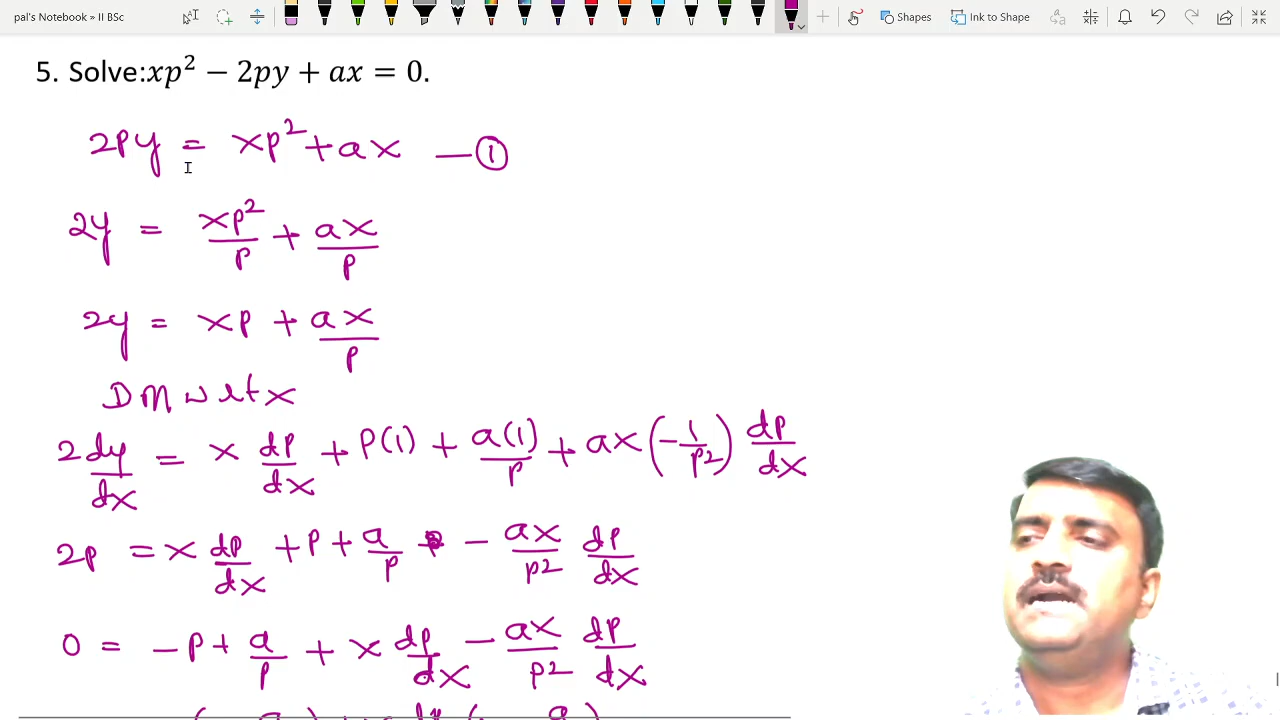 pal's Notebook » II BSc
Shapes
Ink to Shape
5. Solve:xp² − 2py + ax = 0.
2py = xp² + ax — ①
2y = xp²/p + ax/p
2y = xp + ax/p
D M w r t x
2 dy/dx = x dp/dx + p(1) + a(1)/p + ax(−1/p²) dp/dx
2p = x dp/dx + p + a/p − ax/p² dp/dx
0 = −p + a/p + x dp/dx − ax/p² dp/dx